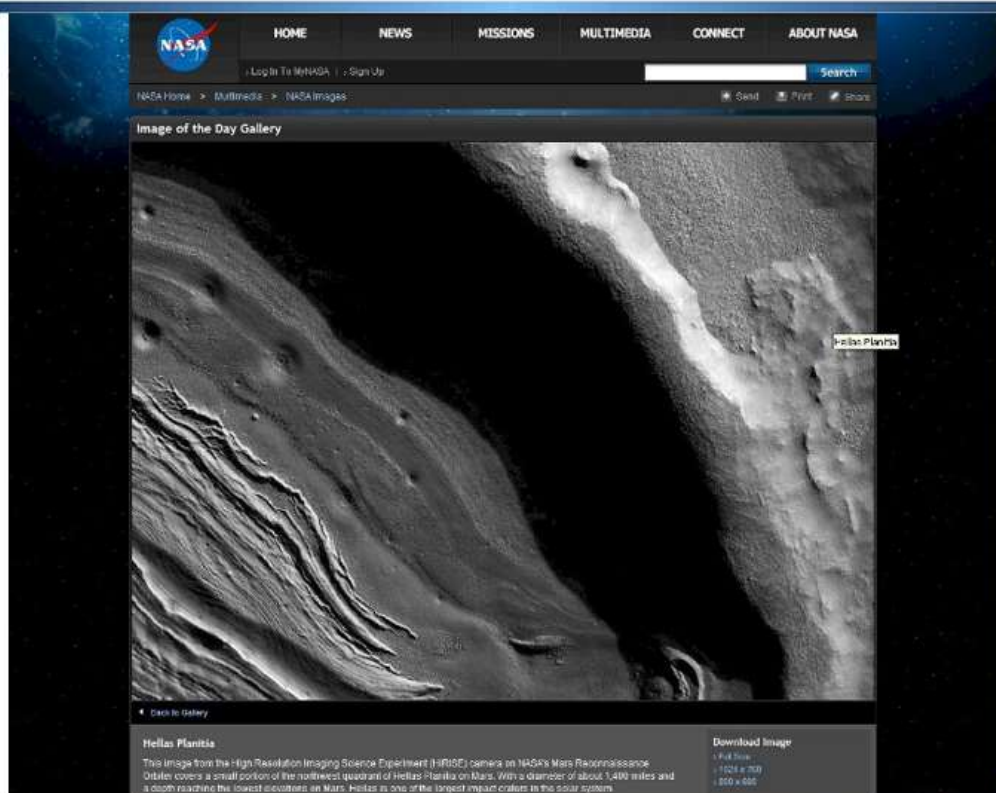 NASA
HOME NEWS MISSIONS MULTIMEDIA CONNECT ABOUT NASA
Log In To MyNASA | Sign Up
Search
NASA Home > Multimedia > NASA Images
Send Print Share
Image of the Day Gallery
Hellas Planitia
Back to Gallery
Hellas Planitia
This image from the High Resolution Imaging Science Experiment (HiRISE) camera on NASA's Mars Reconnaissance
Orbiter covers a small portion of the northwest quadrant of Hellas Planitia on Mars. With a diameter of about 1,400 miles and
a depth reaching the lowest elevations on Mars, Hellas is one of the largest impact craters in the solar system.
Download Image
Full Size
1024 x 768
800 x 600